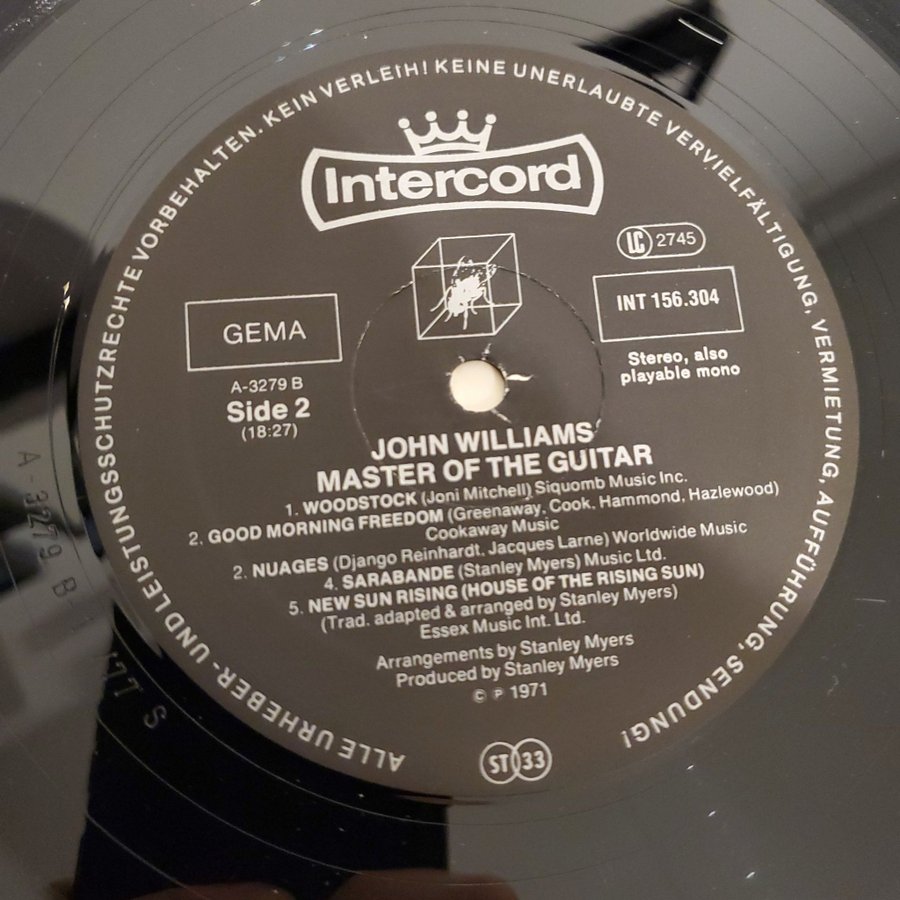 ALLE URHEBER- UND LEISTUNGSSCHUTZRECHTE VORBEHALTEN. KEIN VERLEIH! KEINE UNERLAUBTE VERVIELFÄLTIGUNG, VERMIETUNG, AUFFÜHRUNG, SENDUNG!
Intercord
LC 2745
GEMA
INT 156.304
A-3279 B
Side 2
(18:27)
Stereo, also
playable mono
JOHN WILLIAMS
MASTER OF THE GUITAR
1. WOODSTOCK (Joni Mitchell) Siquomb Music Inc.
2. GOOD MORNING FREEDOM (Greenaway, Cook, Hammond, Hazlewood)
Cookaway Music
2. NUAGES (Django Reinhardt, Jacques Larne) Worldwide Music
4. SARABANDE (Stanley Myers) Music Ltd.
5. NEW SUN RISING (HOUSE OF THE RISING SUN)
(Trad. adapted & arranged by Stanley Myers)
Essex Music Int. Ltd.
Arrangements by Stanley Myers
Produced by Stanley Myers
© ℗ 1971
ST 33
A-3279 B